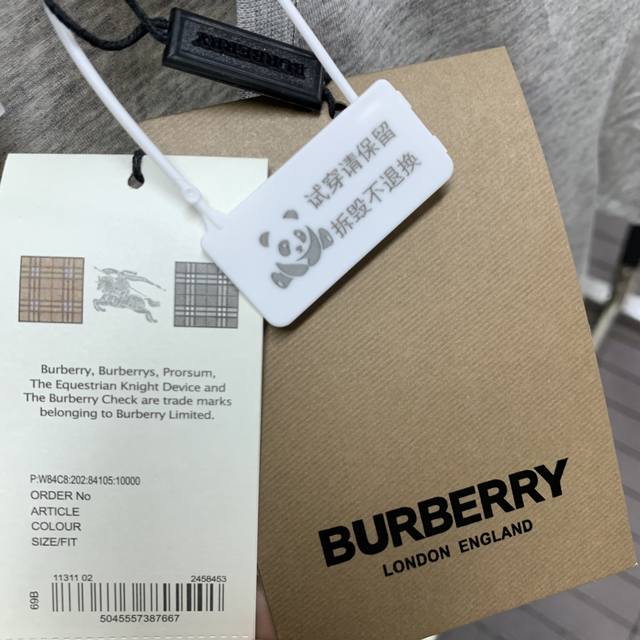 BURBERRY
试穿请保留
拆毁不退换
Burberry, Burberrys, Prorsum,
The Equestrian Knight Device and
The Burberry Check are trade marks
belonging to Burberry Limited.
P:W84C8:202:84105:10000
ORDER No
ARTICLE
COLOUR
SIZE/FIT
11311 02 2458453
69B
5045557387667
BURBERRY
LONDON ENGLAND